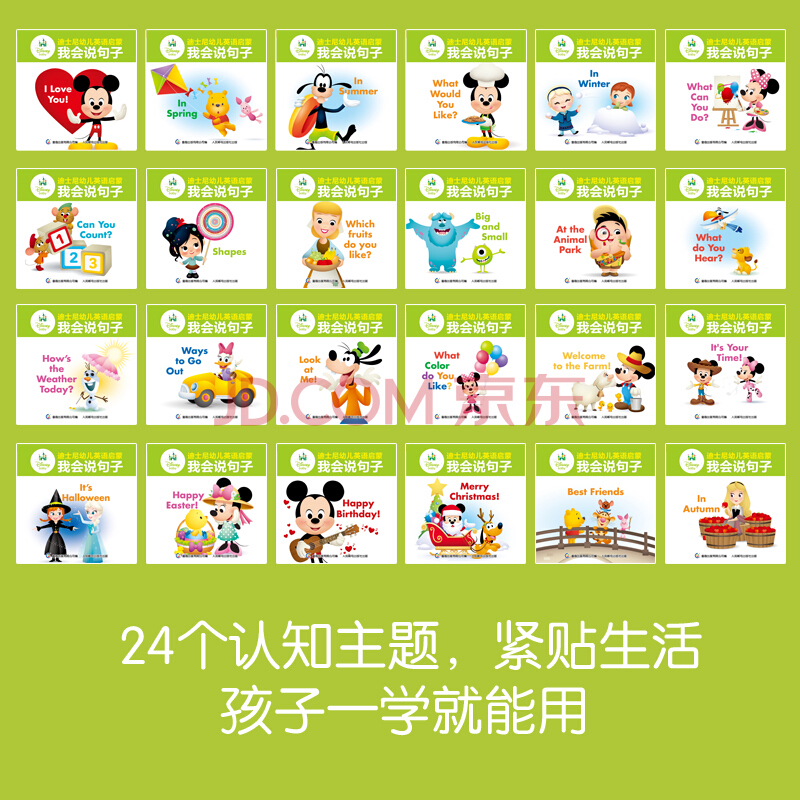 迪士尼幼儿英语启蒙
我会说句子
I Love
You!
迪士尼幼儿英语启蒙
我会说句子
In
Spring
迪士尼幼儿英语启蒙
我会说句子
In
Summer
迪士尼幼儿英语启蒙
我会说句子
What
Would
You
Like?
迪士尼幼儿英语启蒙
我会说句子
In
Winter
迪士尼幼儿英语启蒙
我会说句子
What
Can
You
Do?
迪士尼幼儿英语启蒙
我会说句子
Can You
Count?
1
2
3
迪士尼幼儿英语启蒙
我会说句子
Shapes
迪士尼幼儿英语启蒙
我会说句子
Which
fruits
do you
like?
迪士尼幼儿英语启蒙
我会说句子
Big
and
Small
迪士尼幼儿英语启蒙
我会说句子
At the
Animal
Park
迪士尼幼儿英语启蒙
我会说句子
What
do You
Hear?
迪士尼幼儿英语启蒙
我会说句子
How's
the
Weather
Today?
迪士尼幼儿英语启蒙
我会说句子
Ways
to Go
Out
迪士尼幼儿英语启蒙
我会说句子
Look
at
Me!
迪士尼幼儿英语启蒙
我会说句子
What
Color
do You
Like?
迪士尼幼儿英语启蒙
我会说句子
Welcome
to the Farm!
迪士尼幼儿英语启蒙
我会说句子
It's Your
Time!
JD.COM 京东
迪士尼幼儿英语启蒙
我会说句子
It's
Halloween
迪士尼幼儿英语启蒙
我会说句子
Happy
Easter!
迪士尼幼儿英语启蒙
我会说句子
Happy
Birthday!
迪士尼幼儿英语启蒙
我会说句子
Merry
Christmas!
迪士尼幼儿英语启蒙
我会说句子
Best Friends
迪士尼幼儿英语启蒙
我会说句子
In
Autumn
24个认知主题，紧贴生活
孩子一学就能用